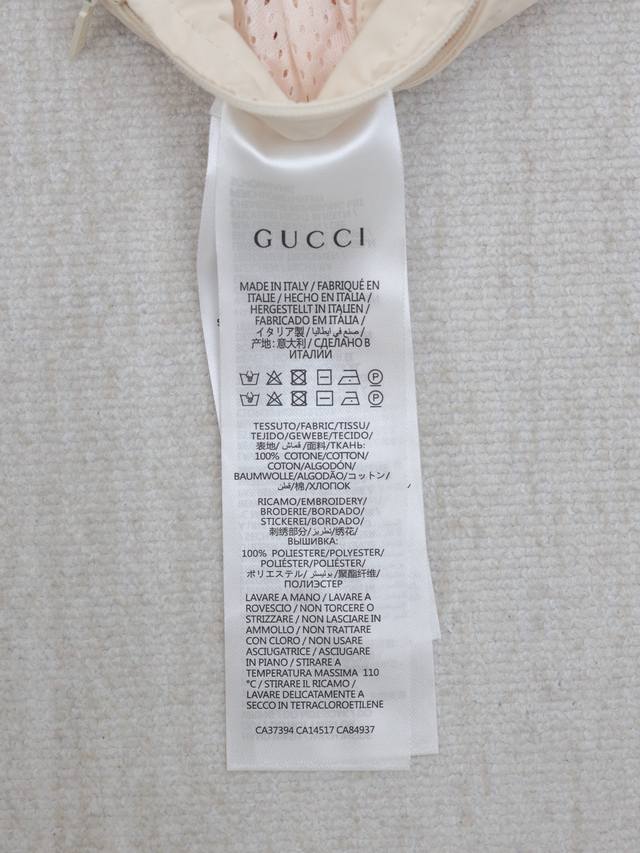 GUCCI
MADE IN ITALY / FABRIQUÉ EN
ITALIE / HECHO EN ITALIA /
HERGESTELLT IN ITALIEN /
FABRICADO EM ITÁLIA /
イタリア製 / صنع في ايطاليا /
产地: 意大利 / СДЕЛАНО В
ИТАЛИИ
TESSUTO/FABRIC/TISSU/
TEJIDO/GEWEBE/TECIDO/
表地/ قماش /面料/ТКАНЬ:
100% COTONE/COTTON/
COTON/ALGODÓN/
BAUMWOLLE/ALGODÃO/コットン/
قطن/棉/ХЛОПОК
RICAMO/EMBROIDERY/
BRODERIE/BORDADO/
STICKEREI/BORDADO/
刺绣部分/تطريز/绣花/
ВЫШИВКА:
100% POLIESTERE/POLYESTER/
POLIÉSTER/POLIÉSTER/
ポリエステル/ بوليستر /聚酯纤维/
ПОЛИЭСТЕР
LAVARE A MANO / LAVARE A
ROVESCIO / NON TORCERE O
STRIZZARE / NON LASCIARE IN
AMMOLLO / NON TRATTARE
CON CLORO / NON USARE
ASCIUGATRICE / ASCIUGARE
IN PIANO / STIRARE A
TEMPERATURA MASSIMA 110
°C / STIRARE IL RICAMO /
LAVARE DELICATAMENTE A
SECCO IN TETRACLOROETILENE
CA37394 CA14517 CA84937